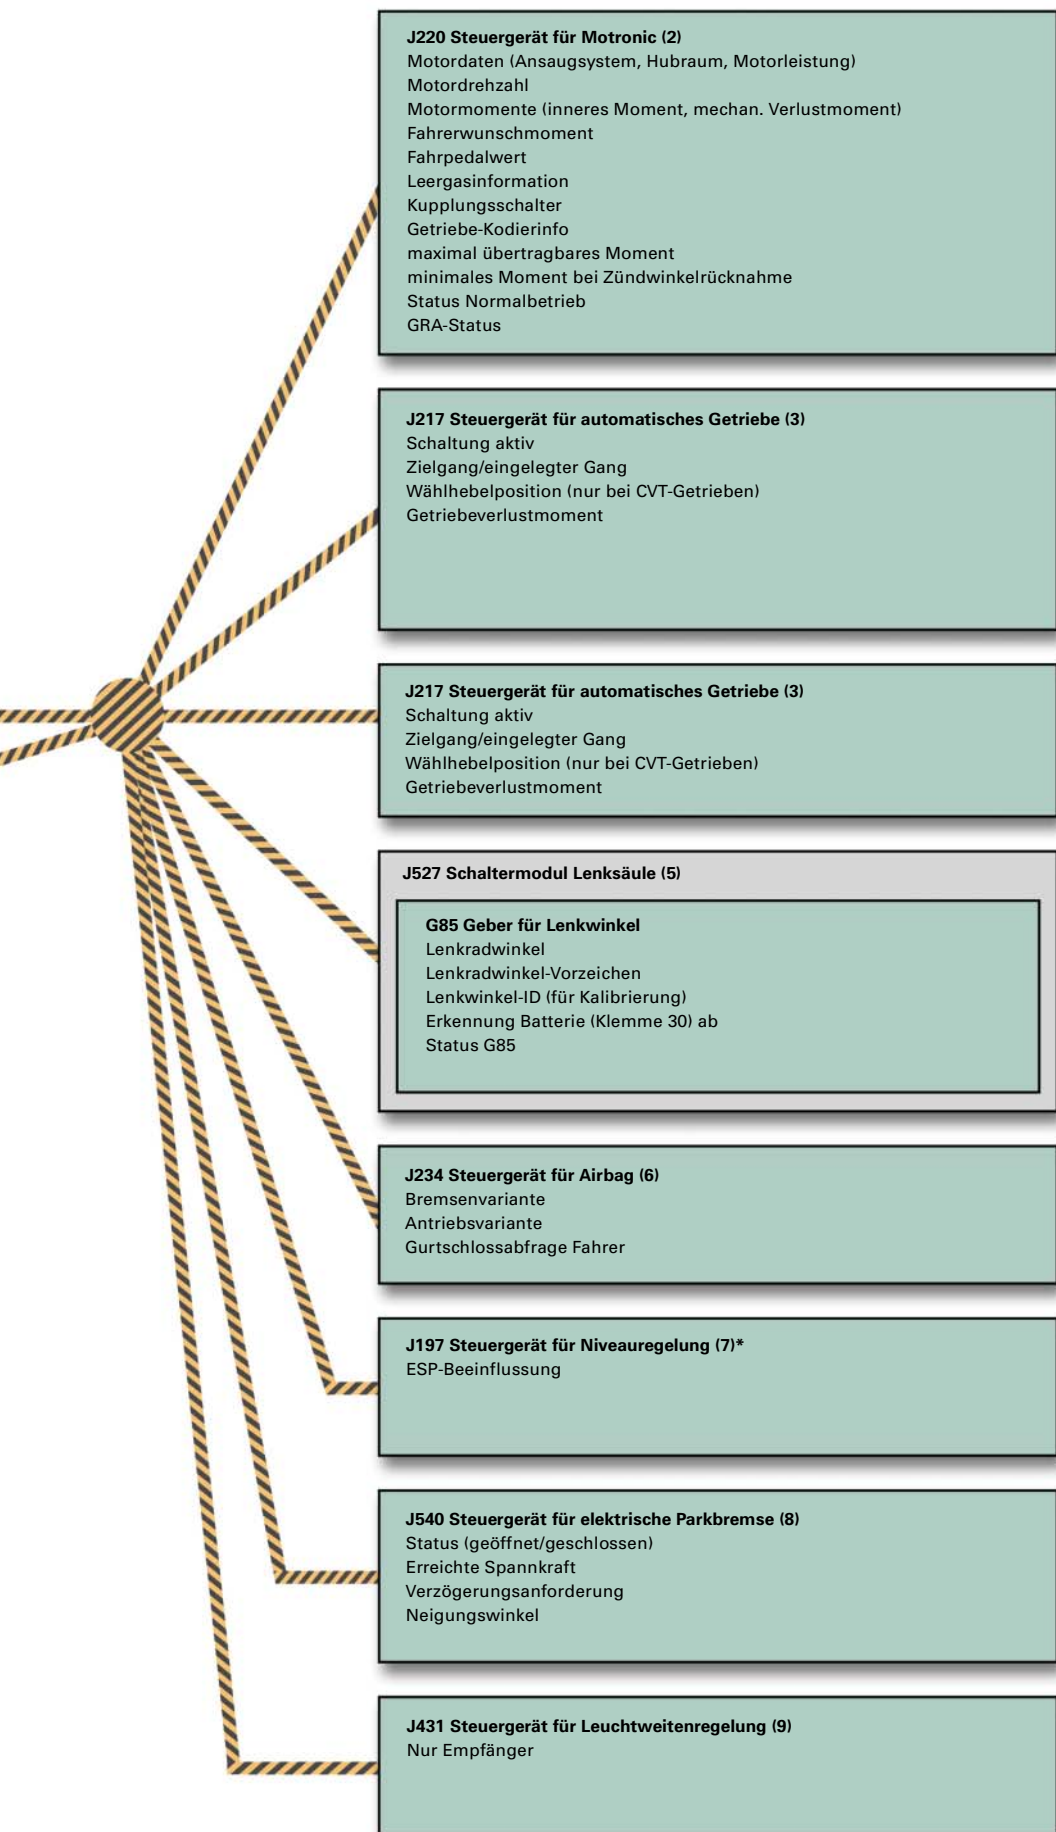 J220 Steuergerät für Motronic (2)
Motordaten (Ansaugsystem, Hubraum, Motorleistung)
Motordrehzahl
Motormomente (inneres Moment, mechan. Verlustmoment)
Fahrerwunschmoment
Fahrpedalwert
Leergasinformation
Kupplungsschalter
Getriebe-Kodierinfo
maximal übertragbares Moment
minimales Moment bei Zündwinkelrücknahme
Status Normalbetrieb
GRA-Status
J217 Steuergerät für automatisches Getriebe (3)
Schaltung aktiv
Zielgang/eingelegter Gang
Wählhebelposition (nur bei CVT-Getrieben)
Getriebeverlustmoment
J217 Steuergerät für automatisches Getriebe (3)
Schaltung aktiv
Zielgang/eingelegter Gang
Wählhebelposition (nur bei CVT-Getrieben)
Getriebeverlustmoment
J527 Schaltermodul Lenksäule (5)
G85 Geber für Lenkwinkel
Lenkradwinkel
Lenkradwinkel-Vorzeichen
Lenkwinkel-ID (für Kalibrierung)
Erkennung Batterie (Klemme 30) ab
Status G85
J234 Steuergerät für Airbag (6)
Bremsenvariante
Antriebsvariante
Gurtschlossabfrage Fahrer
J197 Steuergerät für Niveauregelung (7)*
ESP-Beeinflussung
J540 Steuergerät für elektrische Parkbremse (8)
Status (geöffnet/geschlossen)
Erreichte Spannkraft
Verzögerungsanforderung
Neigungswinkel
J431 Steuergerät für Leuchtweitenregelung (9)
Nur Empfänger